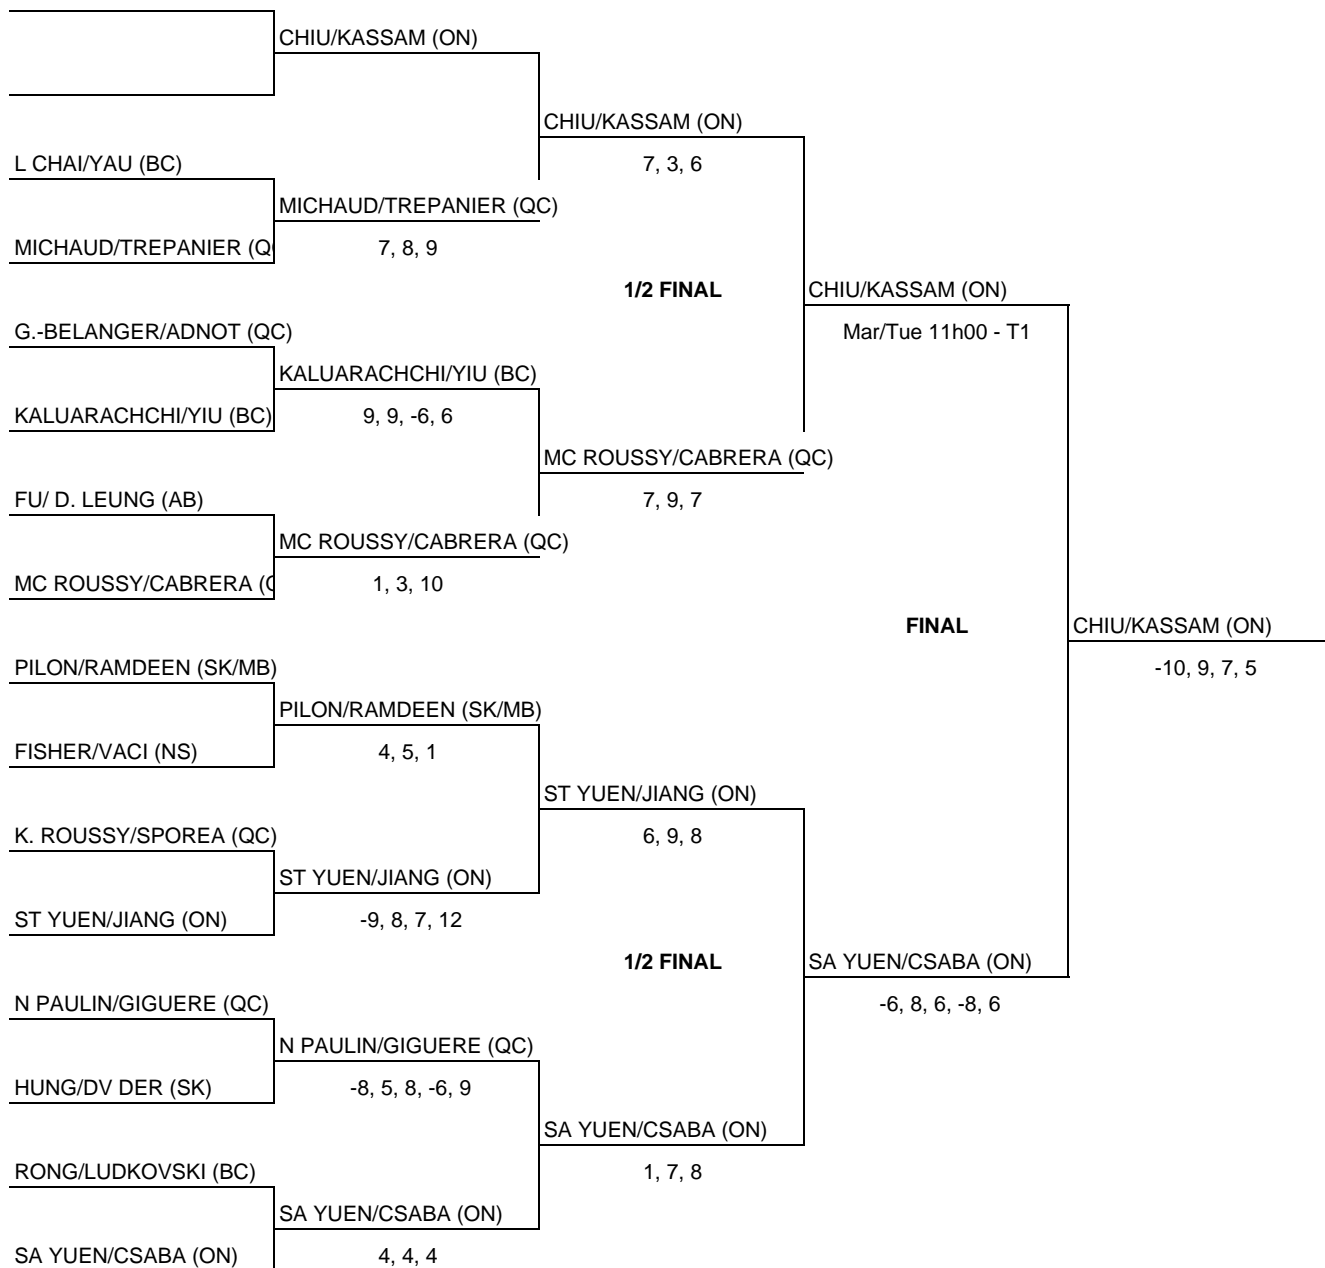 CHIU/KASSAM (ON)
CHIU/KASSAM (ON)
L CHAI/YAU (BC)
7, 3, 6
MICHAUD/TREPANIER (QC)
MICHAUD/TREPANIER (Q
7, 8, 9
1/2 FINAL
CHIU/KASSAM (ON)
G.-BELANGER/ADNOT (QC)
Mar/Tue 11h00 - T1
KALUARACHCHI/YIU (BC)
KALUARACHCHI/YIU (BC)
9, 9, -6, 6
MC ROUSSY/CABRERA (QC)
FU/ D. LEUNG (AB)
7, 9, 7
MC ROUSSY/CABRERA (QC)
MC ROUSSY/CABRERA (
1, 3, 10
FINAL
CHIU/KASSAM (ON)
PILON/RAMDEEN (SK/MB)
-10, 9, 7, 5
PILON/RAMDEEN (SK/MB)
FISHER/VACI (NS)
4, 5, 1
ST YUEN/JIANG (ON)
K. ROUSSY/SPOREA (QC)
6, 9, 8
ST YUEN/JIANG (ON)
ST YUEN/JIANG (ON)
-9, 8, 7, 12
1/2 FINAL
SA YUEN/CSABA (ON)
N PAULIN/GIGUERE (QC)
-6, 8, 6, -8, 6
N PAULIN/GIGUERE (QC)
HUNG/DV DER (SK)
-8, 5, 8, -6, 9
SA YUEN/CSABA (ON)
RONG/LUDKOVSKI (BC)
1, 7, 8
SA YUEN/CSABA (ON)
SA YUEN/CSABA (ON)
4, 4, 4